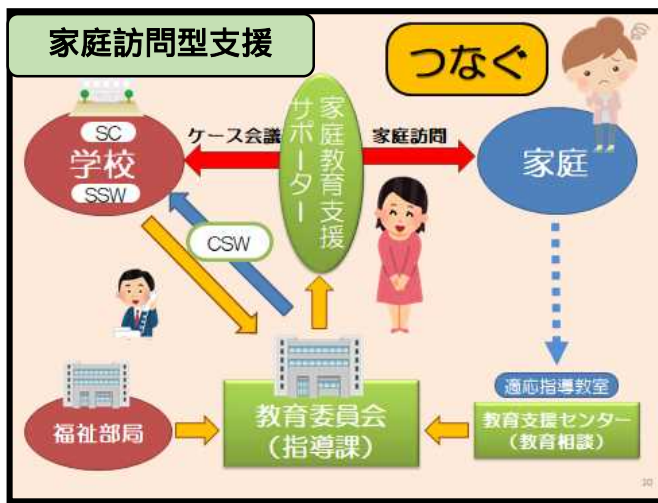 家庭訪問型支援
つなぐ
SC
学校
SSW
ケース会議
家庭教育支援
サポーター
家庭訪問
家庭
CSW
福祉部局
教育委員会
（指導課）
適応指導教室
教育支援センター
（教育相談）
20